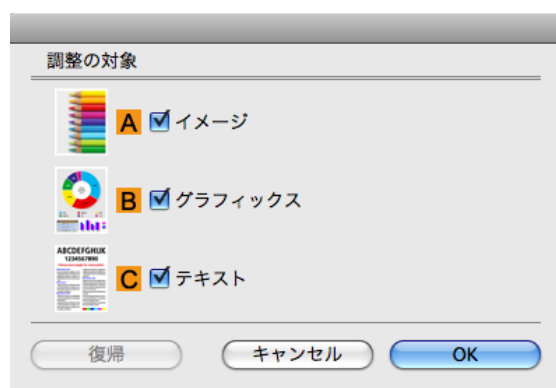 調整の対象
A イメージ
B グラフィックス
ABCDEFGHIJK
1234567890
C テキスト
復帰 キャンセル OK